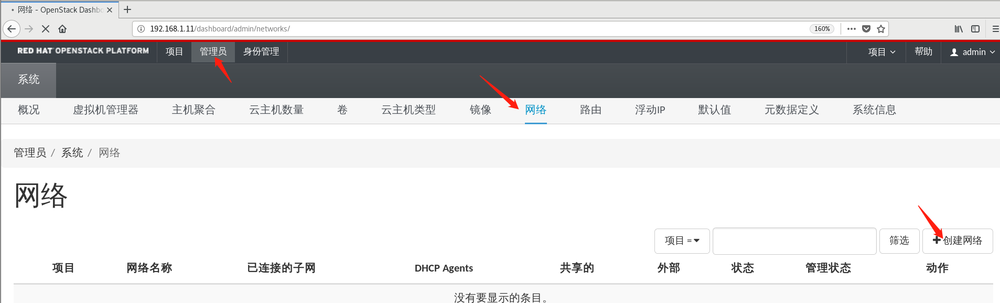 网络 - OpenStack Dashbo
192.168.1.11/dashboard/admin/networks/ 160%
RED HAT OPENSTACK PLATFORM 项目 管理员 身份管理 项目 帮助 admin
系统
概况 虚拟机管理器 主机聚合 云主机数量 卷 云主机类型 镜像 网络 路由 浮动IP 默认值 元数据定义 系统信息
管理员 / 系统 / 网络
网络
项目 = 筛选 创建网络
项目 网络名称 已连接的子网 DHCP Agents 共享的 外部 状态 管理状态 动作
没有要显示的条目。